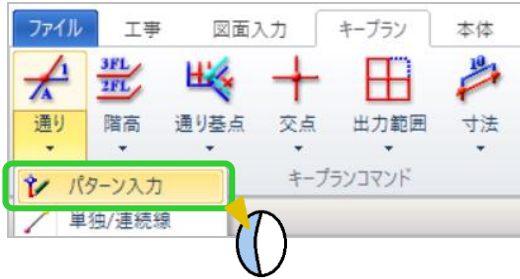 ファイル 工事 図面入力 キープラン 本体
1 A 3FL 2FL 10
通り 階高 通り基点 交点 出力範囲 寸法
パターン入力
キープランコマンド
単独/連続線